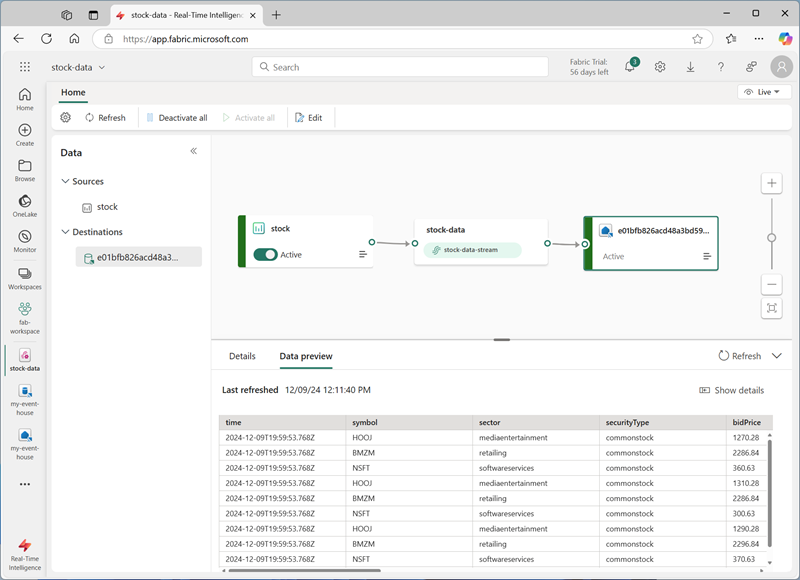 stock-data - Real-Time Intelligenc
https://app.fabric.microsoft.com
stock-data
Search
Fabric Trial:
56 days left
3
Home
Live
Refresh
Deactivate all
Activate all
Edit
Home
Create
Browse
OneLake
Monitor
Workspaces
fab-
workspace
stock-data
my-event-
house
my-event-
house
Real-Time
Intelligence
Data
Sources
stock
Destinations
e01bfb826acd48a3...
stock
Active
stock-data
stock-data-stream
e01bfb826acd48a3bd59...
Active
Details
Data preview
Refresh
Last refreshed 12/09/24 12:11:40 PM
Show details
time symbol sector securityType bidPrice
2024-12-09T19:59:53.768Z HOOJ mediaentertainment commonstock 1270.28
2024-12-09T19:59:53.768Z BMZM retailing commonstock 2286.84
2024-12-09T19:59:53.768Z NSFT softwareservices commonstock 360.63
2024-12-09T19:59:53.768Z HOOJ mediaentertainment commonstock 1310.28
2024-12-09T19:59:53.768Z BMZM retailing commonstock 2286.84
2024-12-09T19:59:53.768Z NSFT softwareservices commonstock 300.63
2024-12-09T19:59:53.768Z HOOJ mediaentertainment commonstock 1290.28
2024-12-09T19:59:53.768Z BMZM retailing commonstock 2296.84
2024-12-09T19:59:53.768Z NSFT softwareservices commonstock 370.63